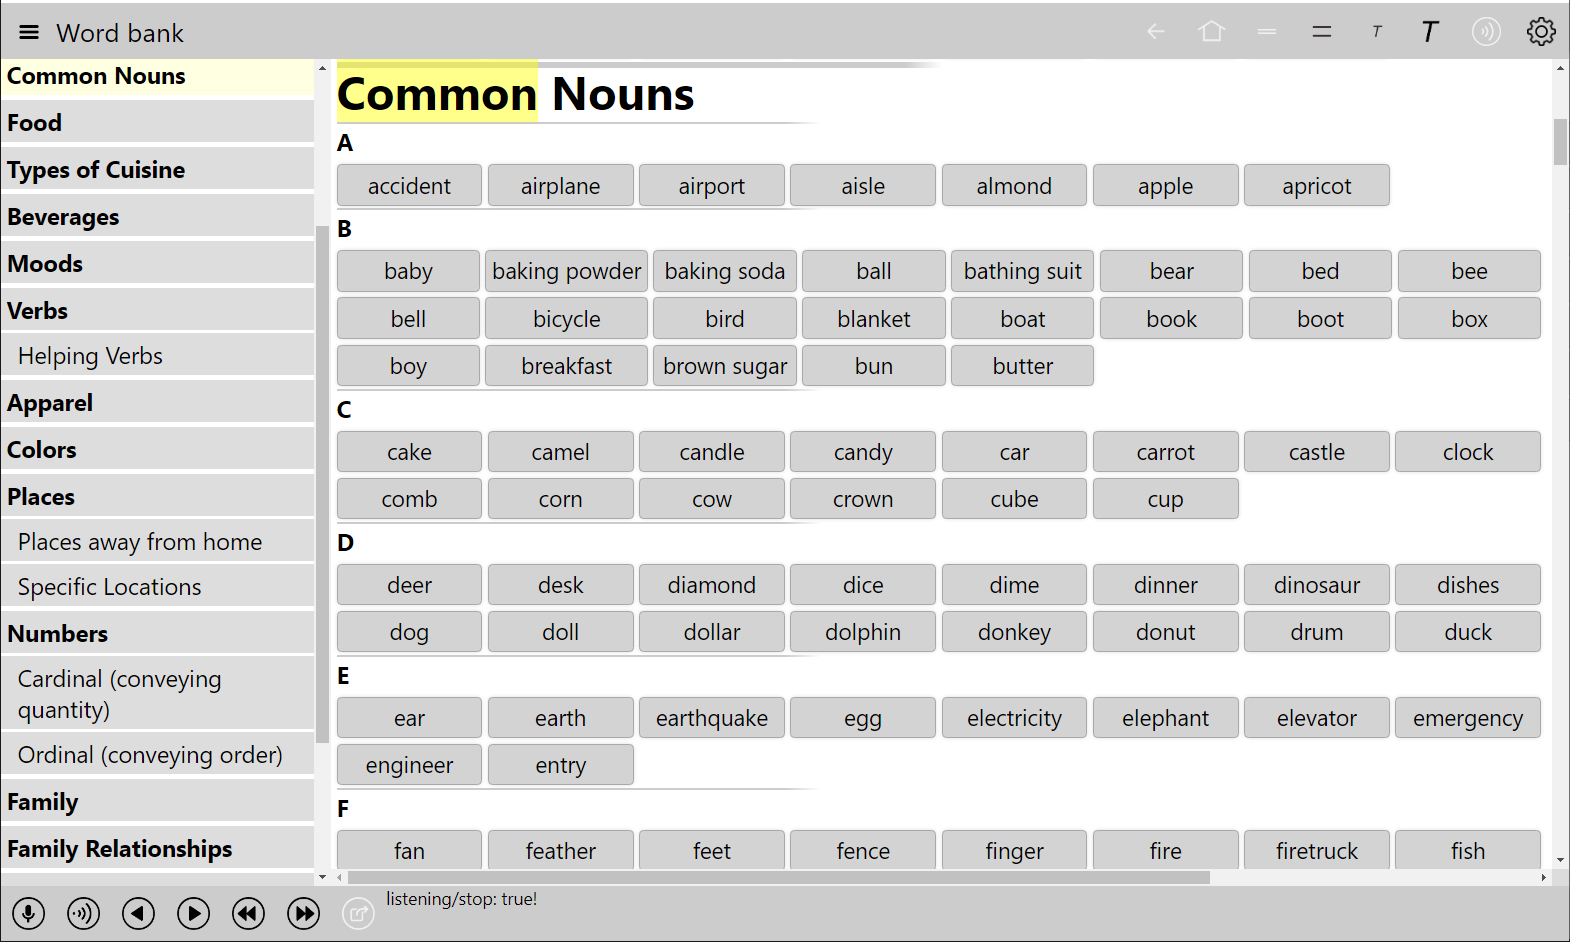 Word bank
T
T
Common Nouns
Food
Types of Cuisine
Beverages
Moods
Verbs
Helping Verbs
Apparel
Colors
Places
Places away from home
Specific Locations
Numbers
Cardinal (conveying
quantity)
Ordinal (conveying order)
Family
Family Relationships
Common Nouns
A
accident airplane airport aisle almond apple apricot
B
baby baking powder baking soda ball bathing suit bear bed bee
bell bicycle bird blanket boat book boot box
boy breakfast brown sugar bun butter
C
cake camel candle candy car carrot castle clock
comb corn cow crown cube cup
D
deer desk diamond dice dime dinner dinosaur dishes
dog doll dollar dolphin donkey donut drum duck
E
ear earth earthquake egg electricity elephant elevator emergency
engineer entry
F
fan feather feet fence finger fire firetruck fish
listening/stop: true!